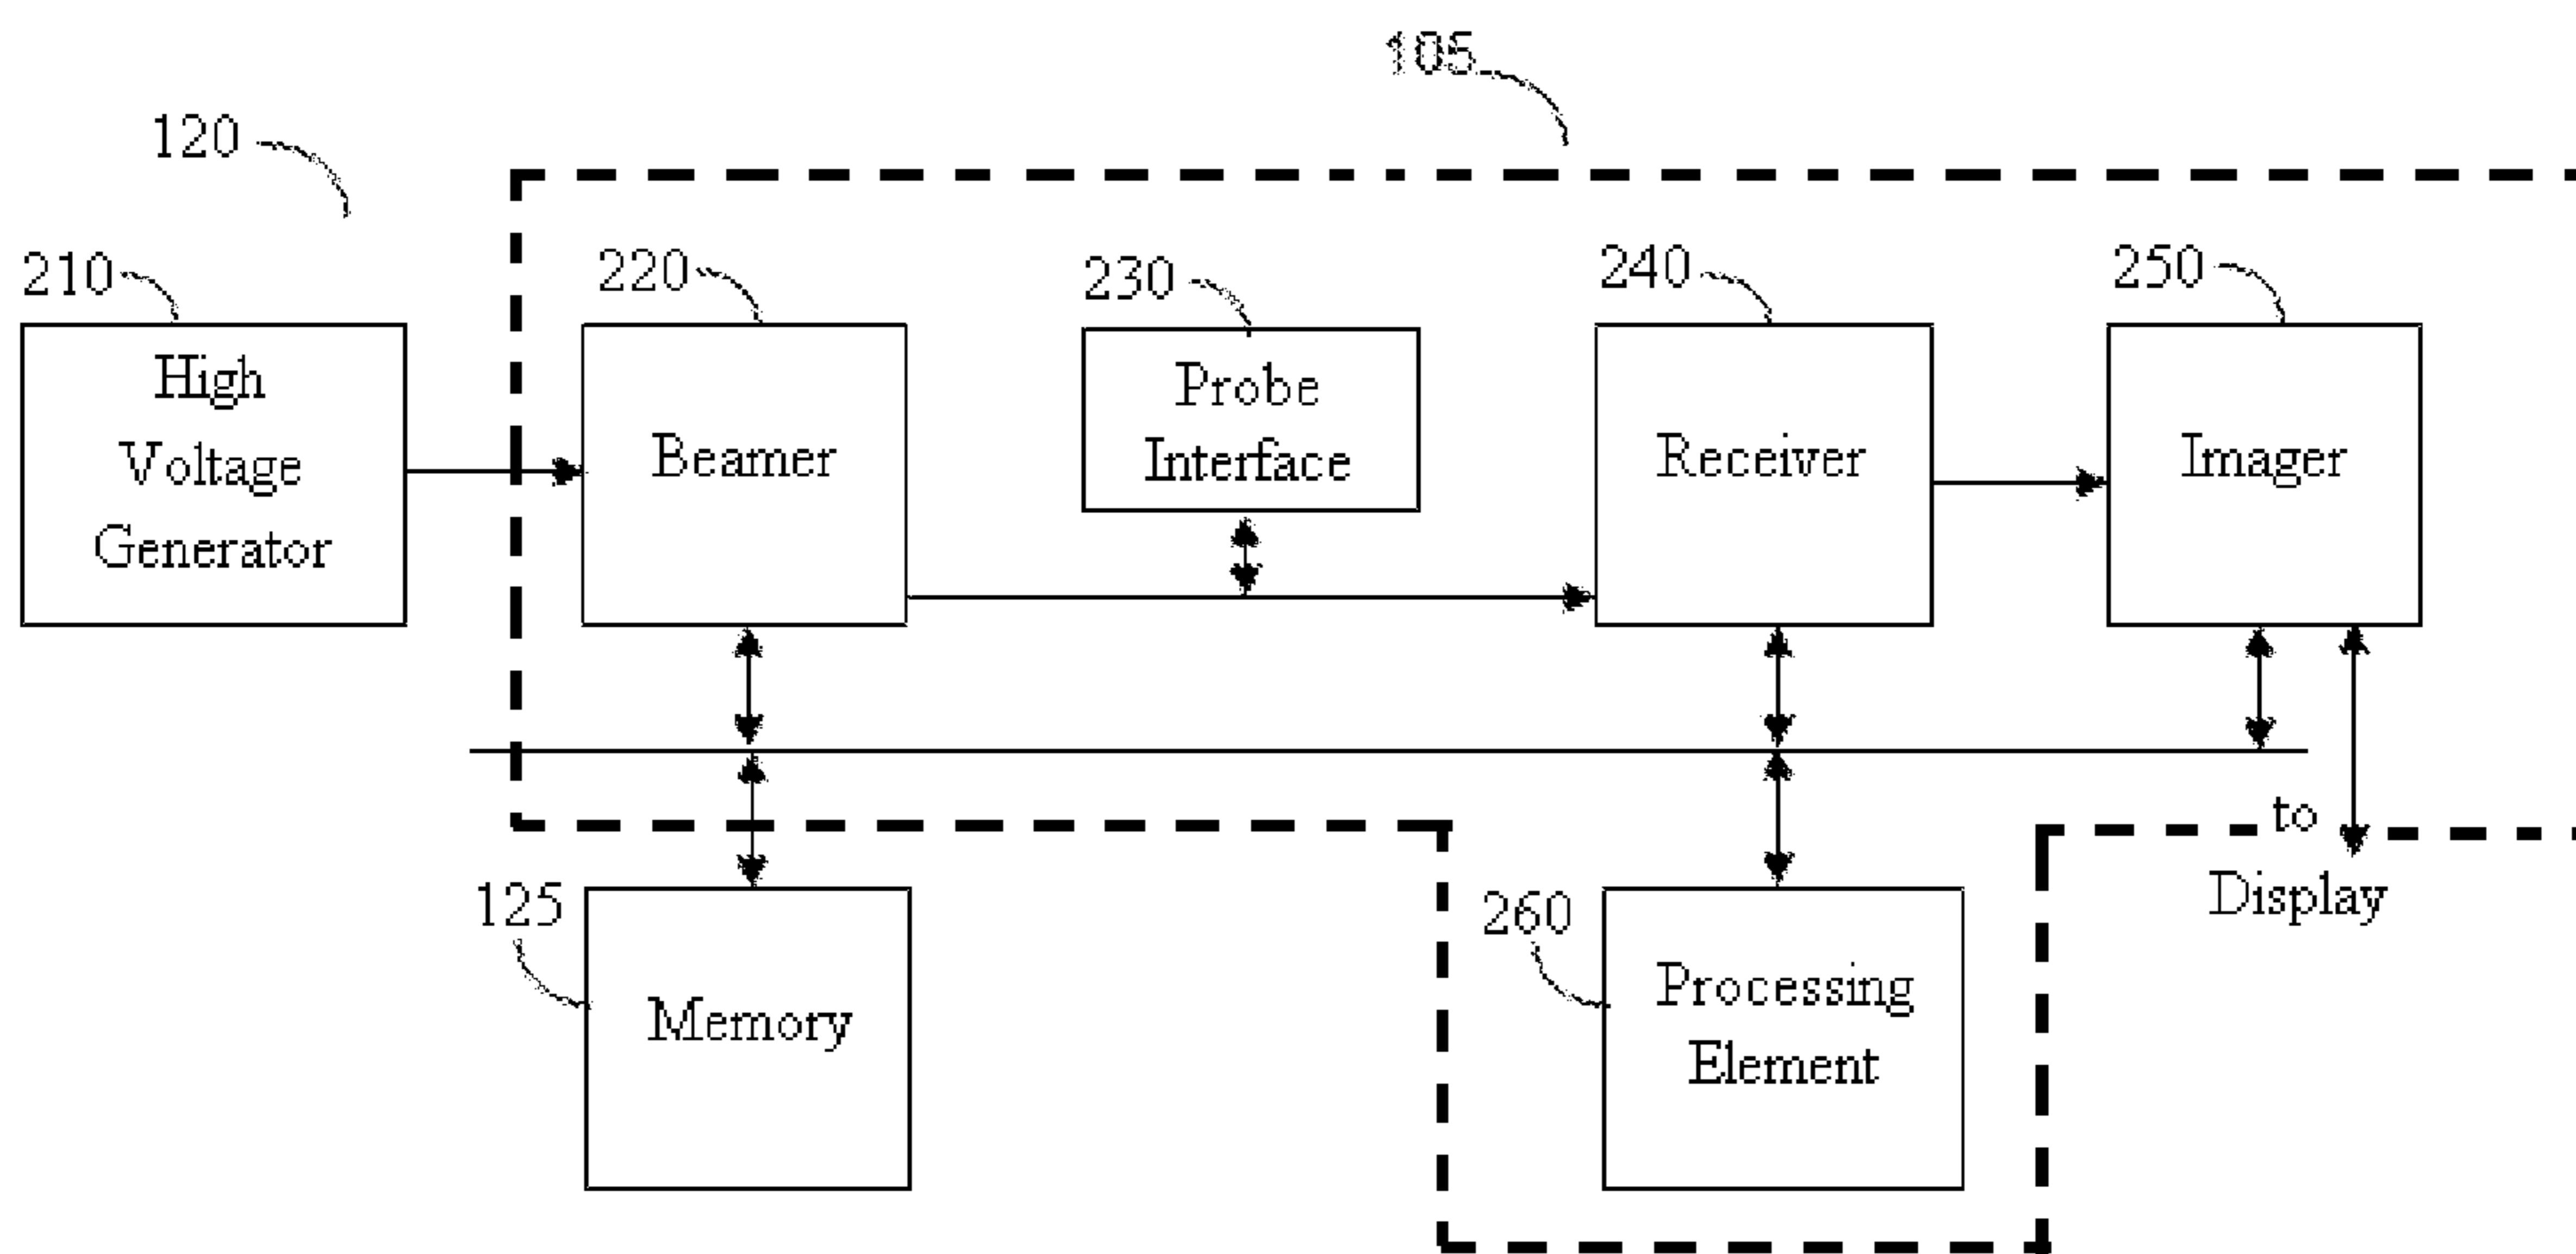 105
120
210
220
230
240
250
High
Voltage
Generator
Beamer
Probe
Interface
Receiver
Imager
to
Display
125
Memory
260
Processing
Element